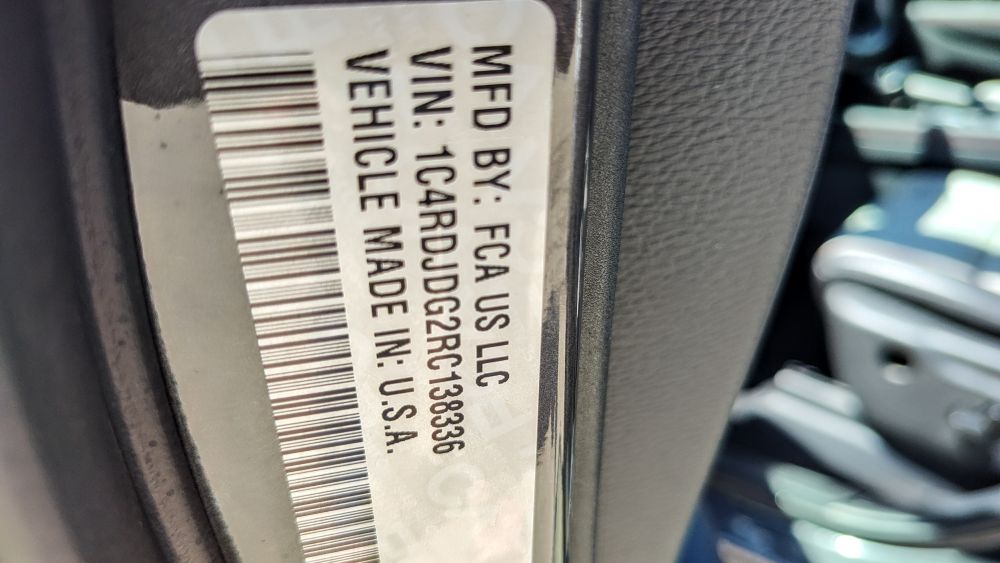 MFD BY: FCA US LLC
VIN: 1C4RDJDG2RC138336
VEHICLE MADE IN: U.S.A.